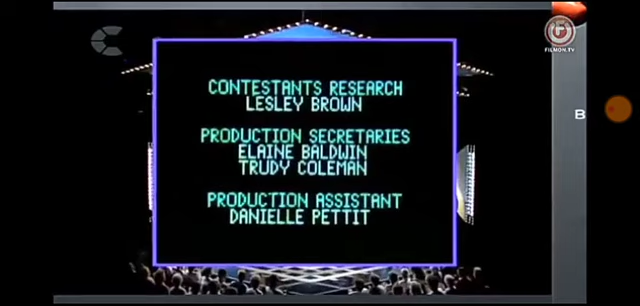 CONTESTANTS RESEARCH
LESLEY BROWN
PRODUCTION SECRETARIES
ELAINE BALDWIN
TRUDY COLEMAN
PRODUCTION ASSISTANT
DANIELLE PETTIT
FILMON.TV
B